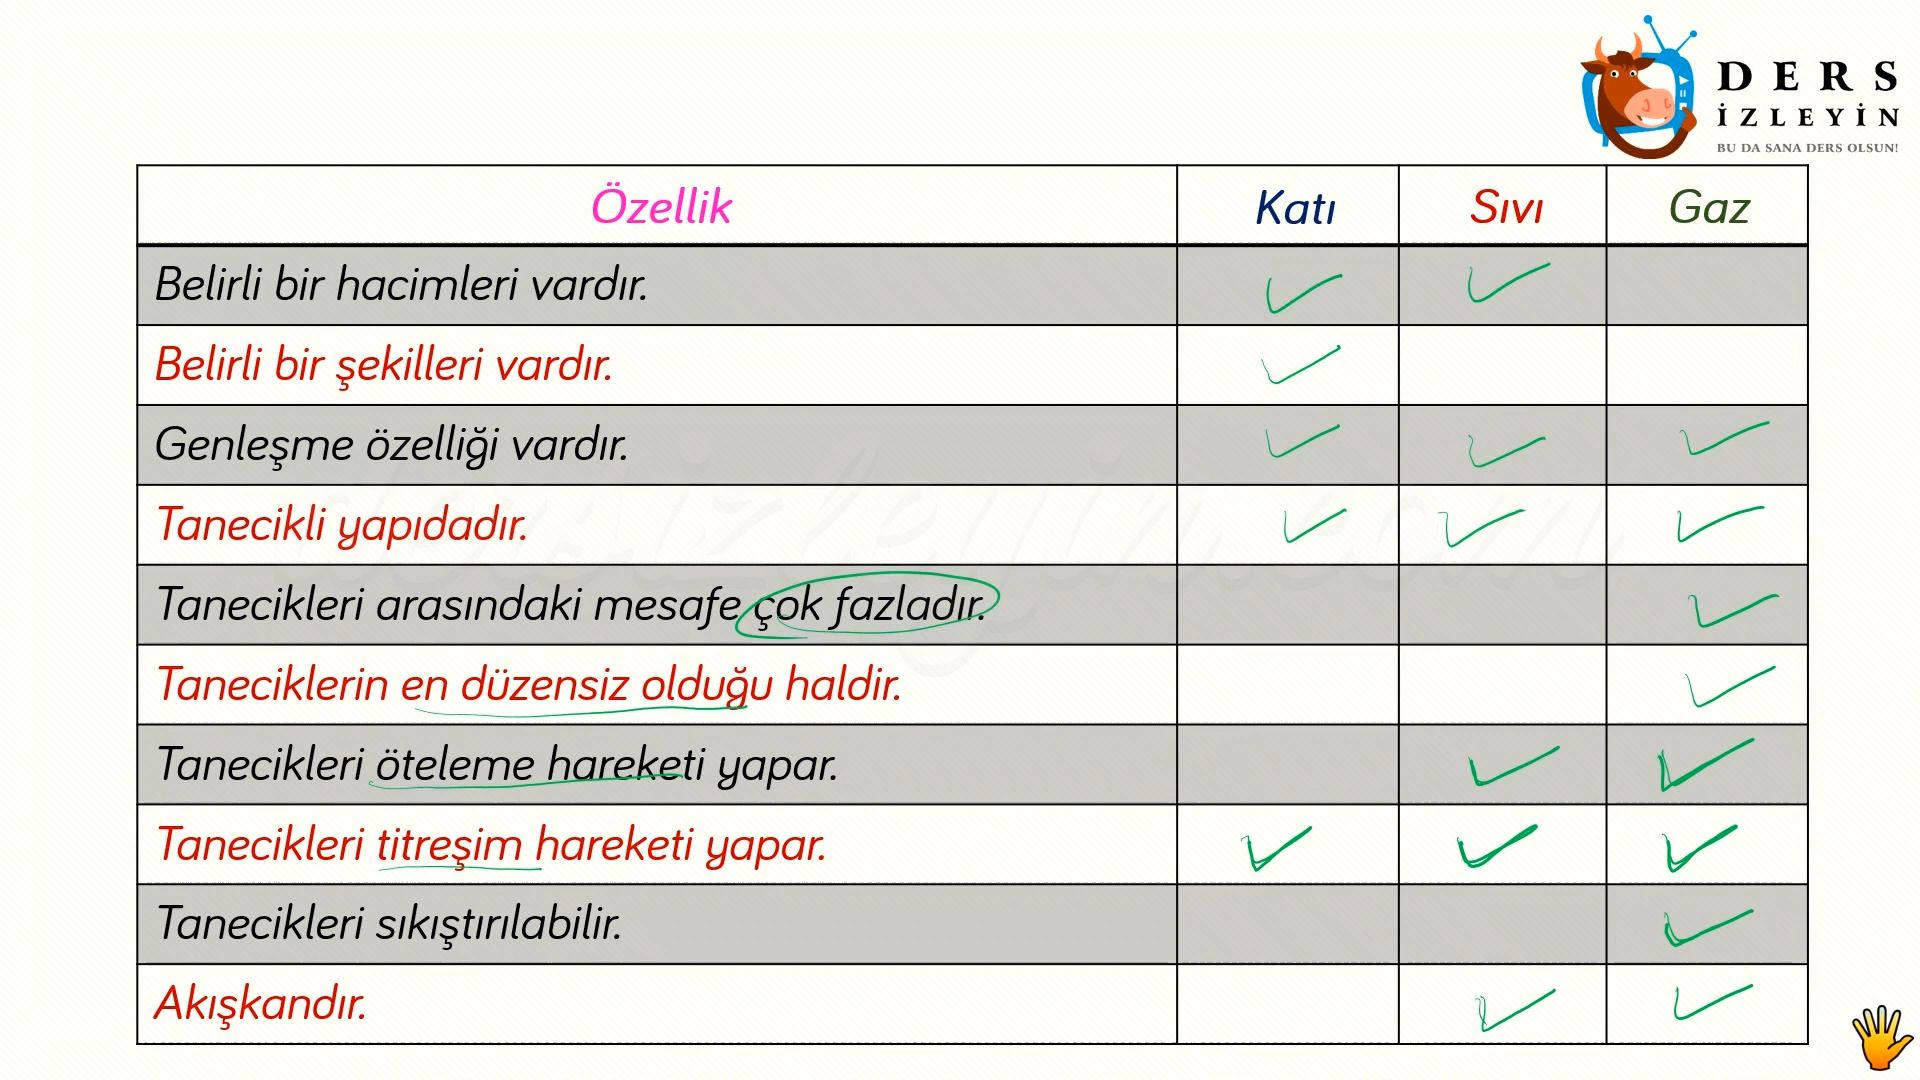 DERS
İZLEYİN
BU DA SANA DERS OLSUN!
Özellik Katı Sıvı Gaz
Belirli bir hacimleri vardır. ✓ ✓
Belirli bir şekilleri vardır. ✓
Genleşme özelliği vardır. ✓ ✓ ✓
Tanecikli yapıdadır. ✓ ✓ ✓
Tanecikleri arasındaki mesafe çok fazladır. ✓
Taneciklerin en düzensiz olduğu haldir. ✓
Tanecikleri öteleme hareketi yapar. ✓ ✓
Tanecikleri titreşim hareketi yapar. ✓ ✓ ✓
Tanecikleri sıkıştırılabilir. ✓
Akışkandır. ✓ ✓
dersizleyin.com